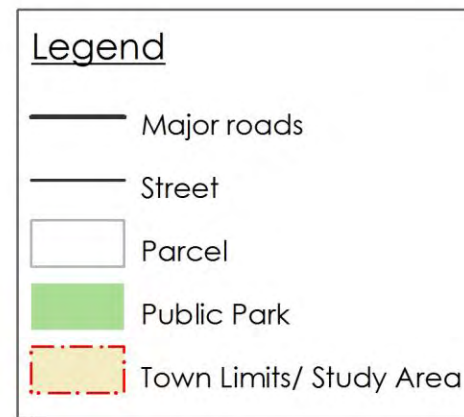 Legend
Major roads
Street
Parcel
Public Park
Town Limits/ Study Area